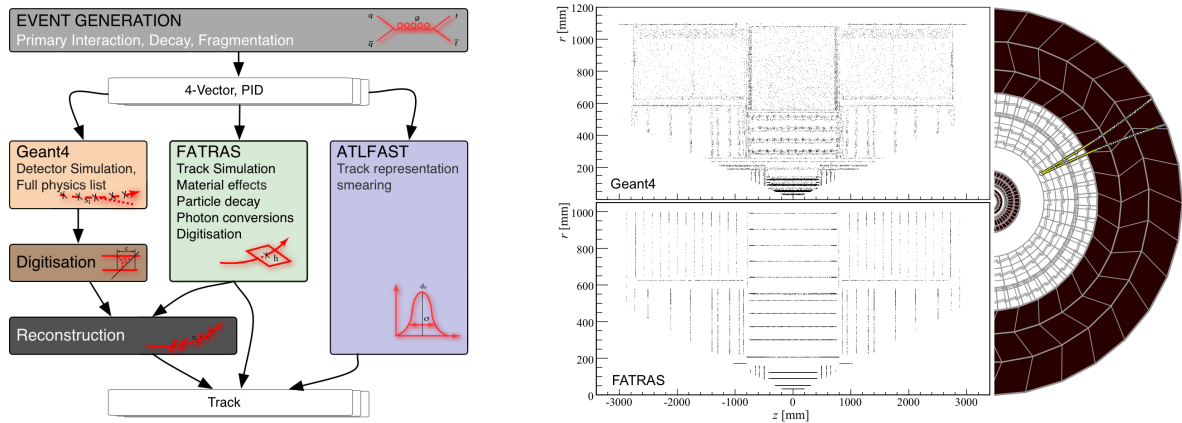 EVENT GENERATION
Primary Interaction, Decay, Fragmentation
q
g
t
q̅
t̅
4-Vector, PID
Geant4
Detector Simulation,
Full physics list
FATRAS
Track Simulation
Material effects
Particle decay
Photon conversions
Digitisation
h
ATLFAST
Track representation
smearing
Digitisation
Reconstruction
Track
r [mm]
1200
1000
800
600
400
200
Geant4
r [mm]
1000
800
600
400
200
0
FATRAS
-3000
-2000
-1000
0
1000
2000
3000
z [mm]